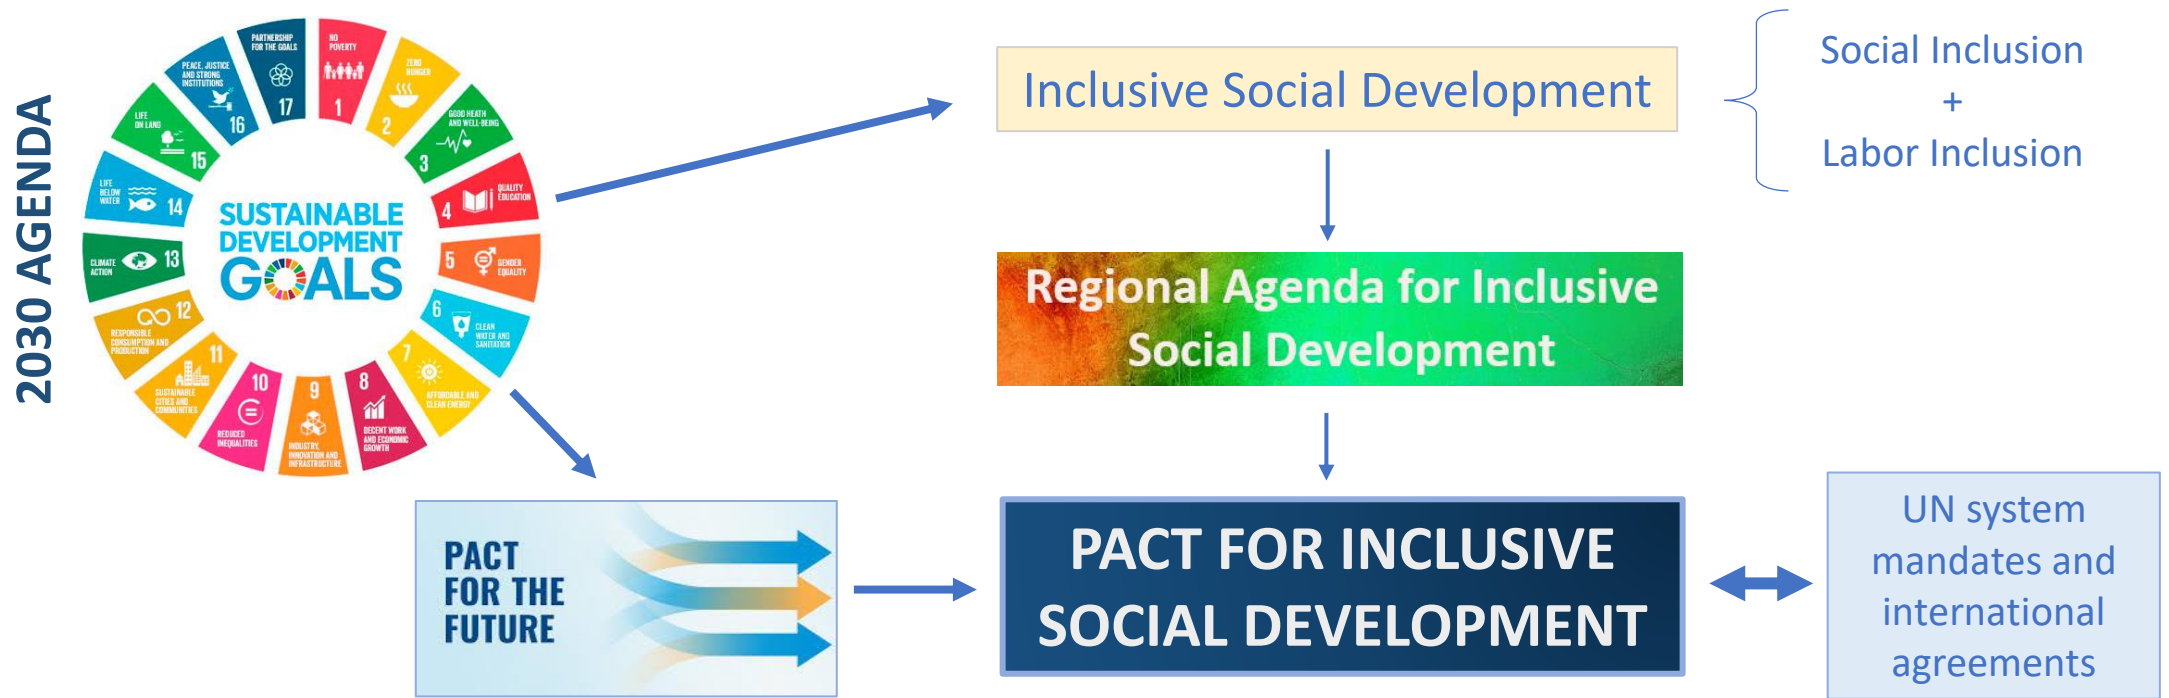 2030 AGENDA
SUSTAINABLE
DEVELOPMENT
GOALS
NO
POVERTY
1
ZERO
HUNGER
2
GOOD HEATH
AND WELL-BEING
3
QUALITY
EDUCATION
4
GENDER
EQUALITY
5
CLEAN
WATER AND
SANITATION
6
AFFORDABLE AND
CLEAN ENERGY
7
DECENT WORK
AND ECONOMIC
GROWTH
8
INDUSTRY,
INNOVATION AND
INFRASTRUCTURE
9
REDUCED
INEQUALITIES
10
SUSTAINABLE
CITIES AND
COMMUNITIES
11
RESPONSIBLE
CONSUMPTION AND
PRODUCTION
12
CLIMATE
ACTION
13
LIFE
BELOW
WATER
14
LIFE
ON LAND
15
PEACE, JUSTICE
AND STRONG
INSTITUTIONS
16
PARTNERSHIP
FOR THE GOALS
17
Inclusive Social Development
Social Inclusion
+
Labor Inclusion
Regional Agenda for Inclusive
Social Development
PACT
FOR THE
FUTURE
PACT FOR INCLUSIVE
SOCIAL DEVELOPMENT
UN system
mandates and
international
agreements